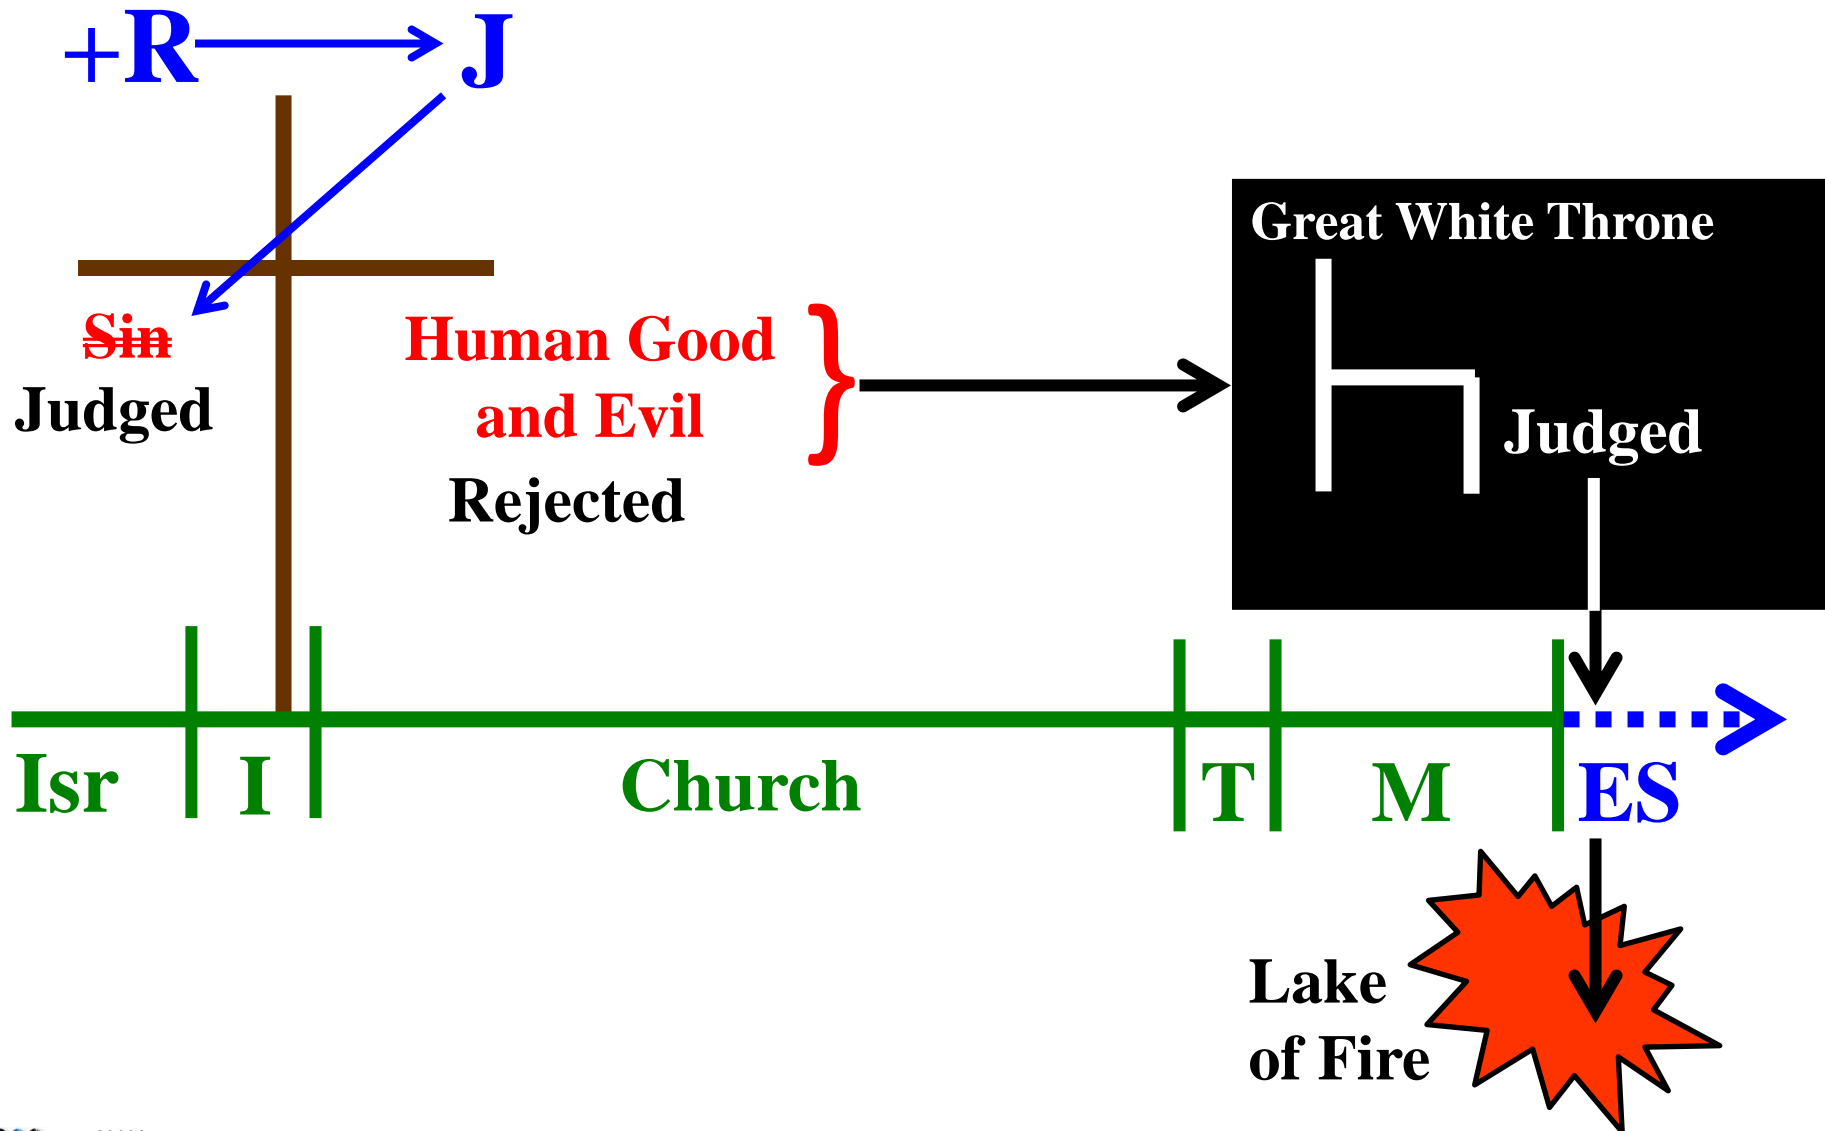 +R
J
Great White Throne
Sin
Judged
Human Good
and Evil
Rejected
Judged
Isr
I
Church
T
M
ES
Lake
of Fire